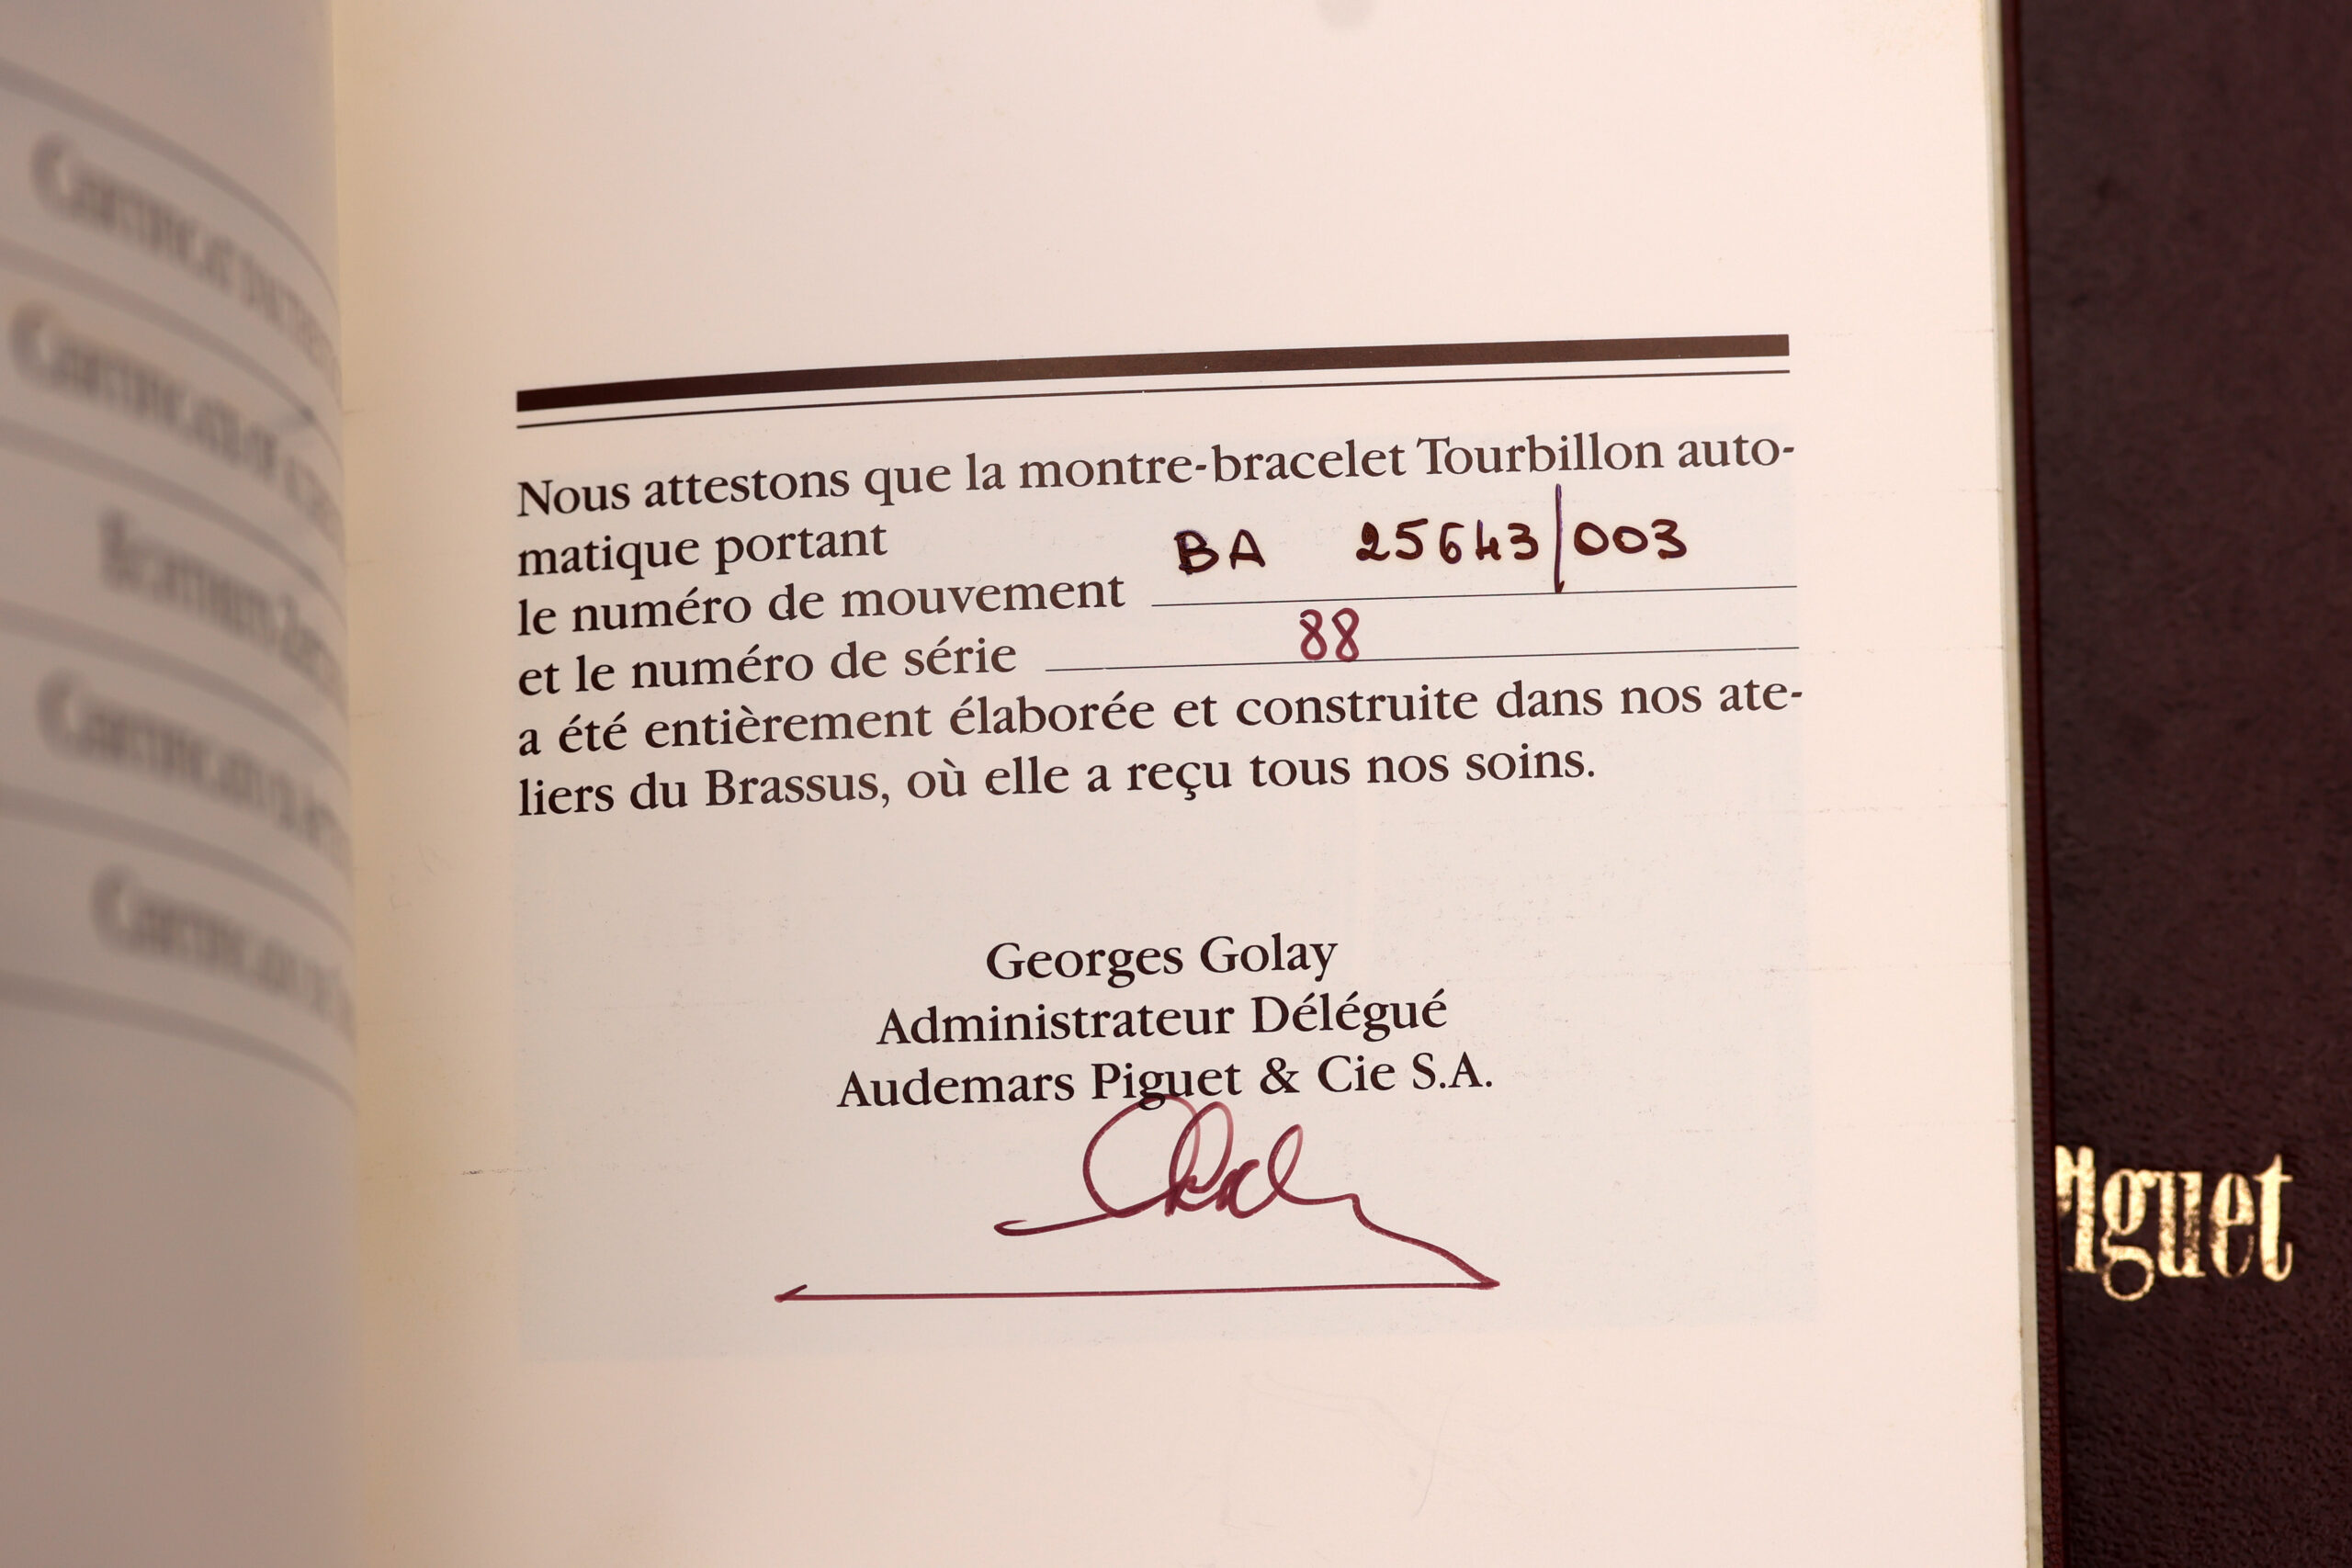 Nous attestons que la montre-bracelet Tourbillon auto-
matique portant
le numéro de mouvement BA 25643/003
et le numéro de série 88
a été entièrement élaborée et construite dans nos ate-
liers du Brassus, où elle a reçu tous nos soins.
Georges Golay
Administrateur Délégué
Audemars Piguet & Cie S.A.
Piguet